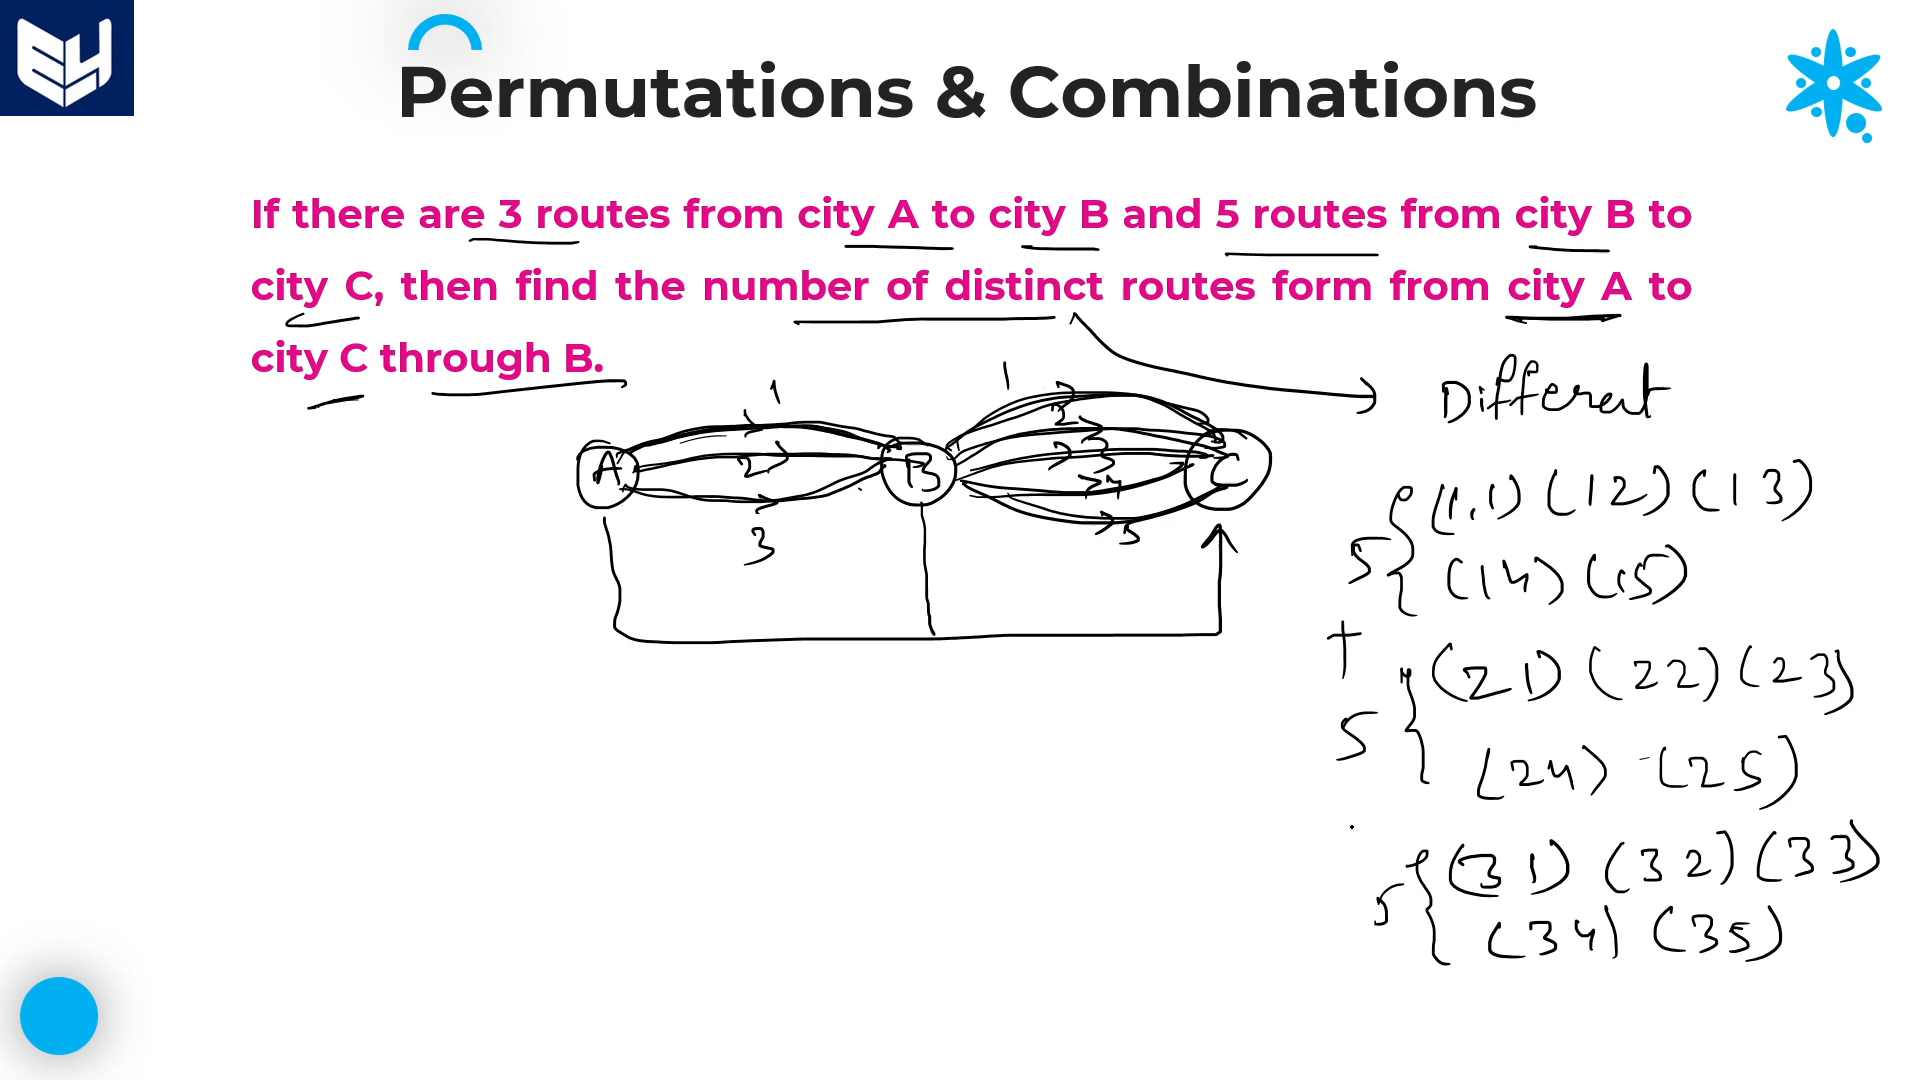 Permutations & Combinations
If there are 3 routes from city A to city B and 5 routes from city B to
city C, then find the number of distinct routes form from city A to
city C through B.
Different
1 1
2
A 2 B 3 C
4
3 5
5 { (1,1) (12) (13)
(14) (15)
+
5 { (21) (22) (23)
(24) (25)
5 { (31) (32) (33)
(34) (35)